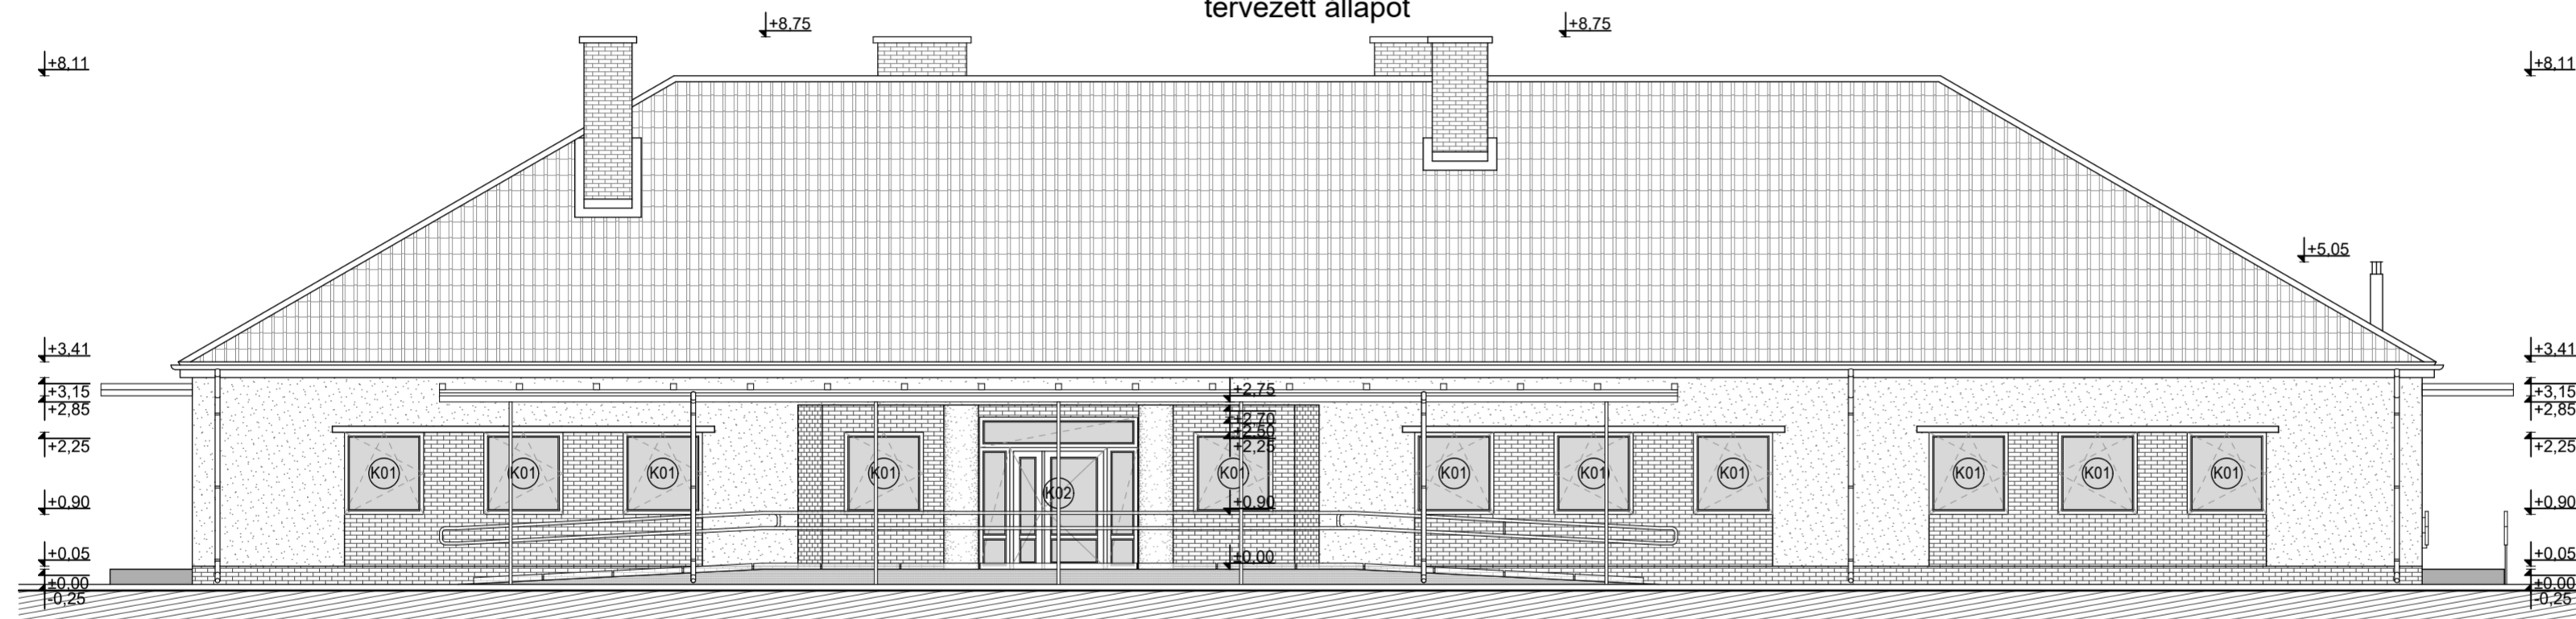 tervezett állapot
+8,75
+8,75
+8,11
+8,11
+5,05
+3,41
+3,41
+3,15
+2,75
+3,15
+2,85
+2,85
+2,70
+2,50
+2,25
+2,25
+2,25
K01
K01
K01
K01
K01
K01
K01
K01
K01
K01
K01
K02
+0,90
+0,90
+0,90
+0,05
±0,00
+0,05
±0,00
±0,00
-0,25
-0,25